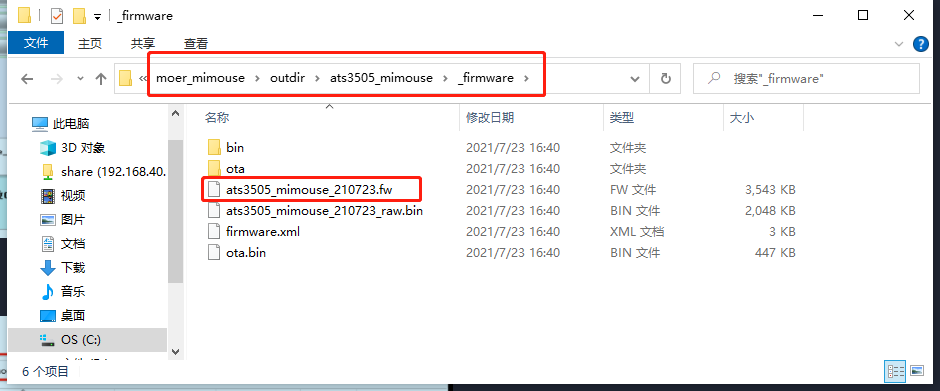 _firmware
文件 主页 共享 查看
« moer_mimouse › outdir › ats3505_mimouse › _firmware › 搜索"_firmware"
名称 修改日期 类型 大小
此电脑
3D 对象
share (192.168.40.
视频
图片
文档
下载
音乐
桌面
OS (C:)
bin 2021/7/23 16:40 文件夹
ota 2021/7/23 16:40 文件夹
ats3505_mimouse_210723.fw 2021/7/23 16:40 FW 文件 3,543 KB
ats3505_mimouse_210723_raw.bin 2021/7/23 16:40 BIN 文件 2,048 KB
firmware.xml 2021/7/23 16:40 XML 文档 3 KB
ota.bin 2021/7/23 16:40 BIN 文件 447 KB
6 个项目